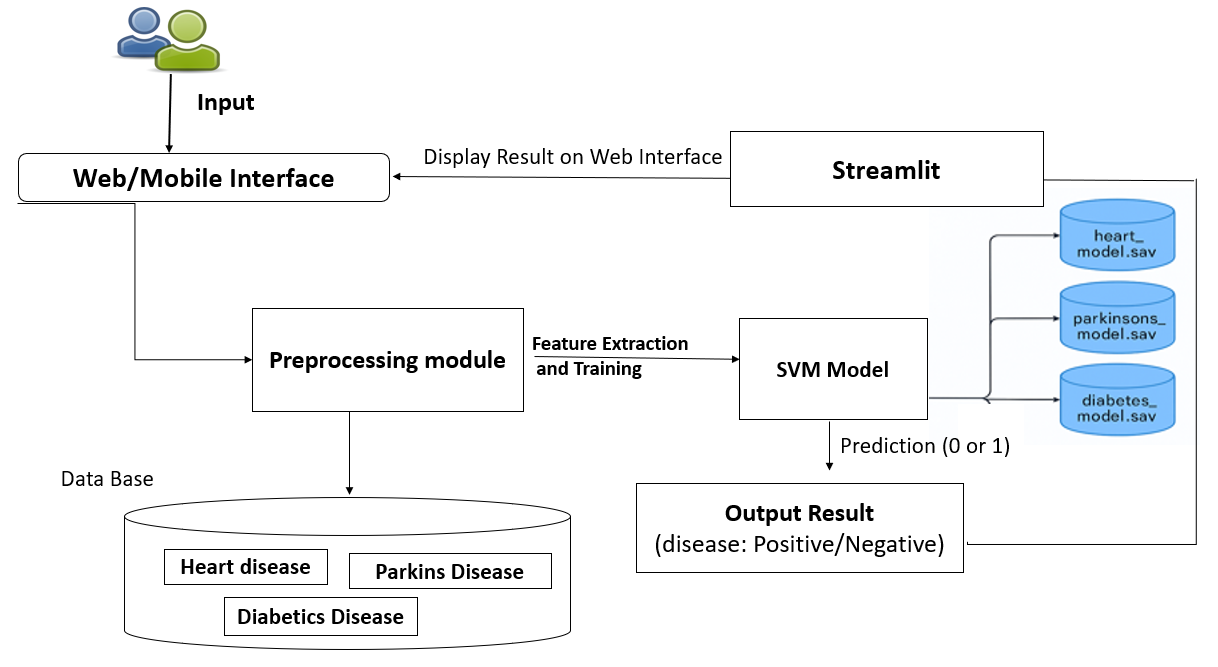 Input
Web/Mobile Interface
Display Result on Web Interface
Streamlit
heart_
model.sav
parkinsons_
model.sav
diabetes_
model.sav
Preprocessing module
Feature Extraction
and Training
SVM Model
Prediction (0 or 1)
Output Result
(disease: Positive/Negative)
Data Base
Heart disease
Parkins Disease
Diabetics Disease